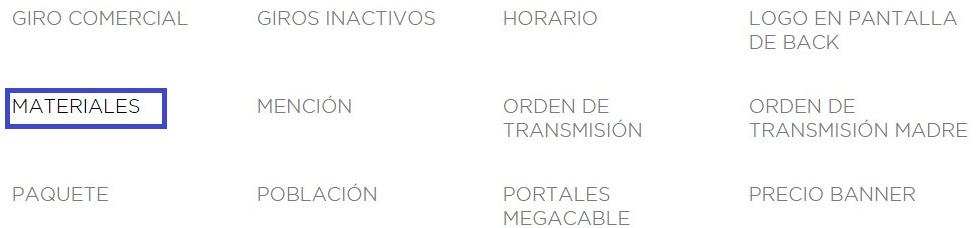 GIRO COMERCIAL
GIROS INACTIVOS
HORARIO
LOGO EN PANTALLA
DE BACK
MATERIALES
MENCIÓN
ORDEN DE
TRANSMISIÓN
ORDEN DE
TRANSMISIÓN MADRE
PAQUETE
POBLACIÓN
PORTALES
MEGACABLE
PRECIO BANNER